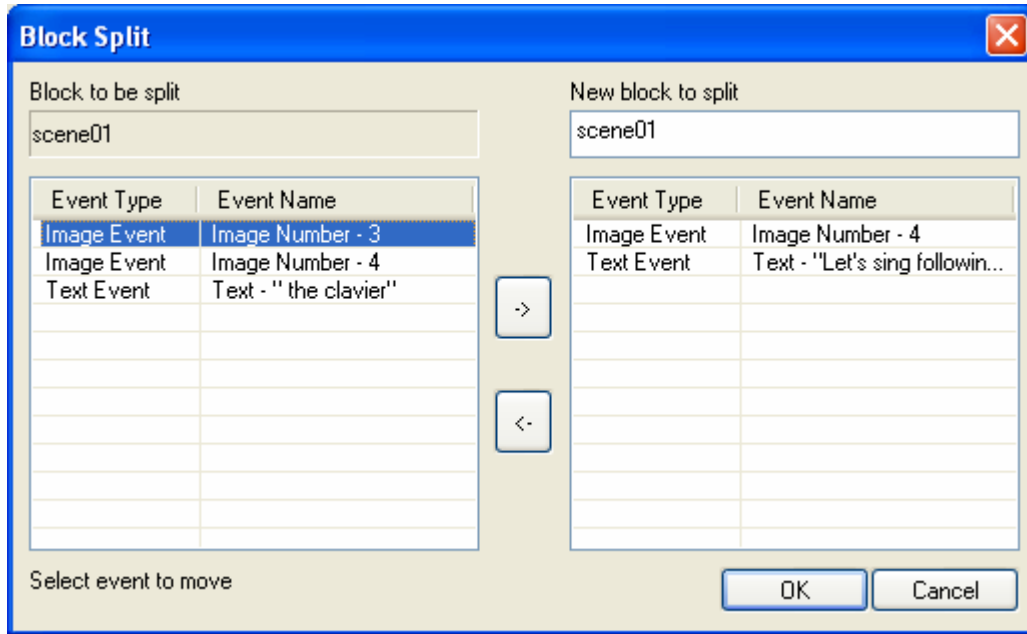 Block Split
Block to be split
New block to split
scene01
scene01
Event Type Event Name
Image Event Image Number - 3
Image Event Image Number - 4
Text Event Text - " the clavier"
->
<-
Event Type Event Name
Image Event Image Number - 4
Text Event Text - "Let's sing followin...
Select event to move
OK
Cancel